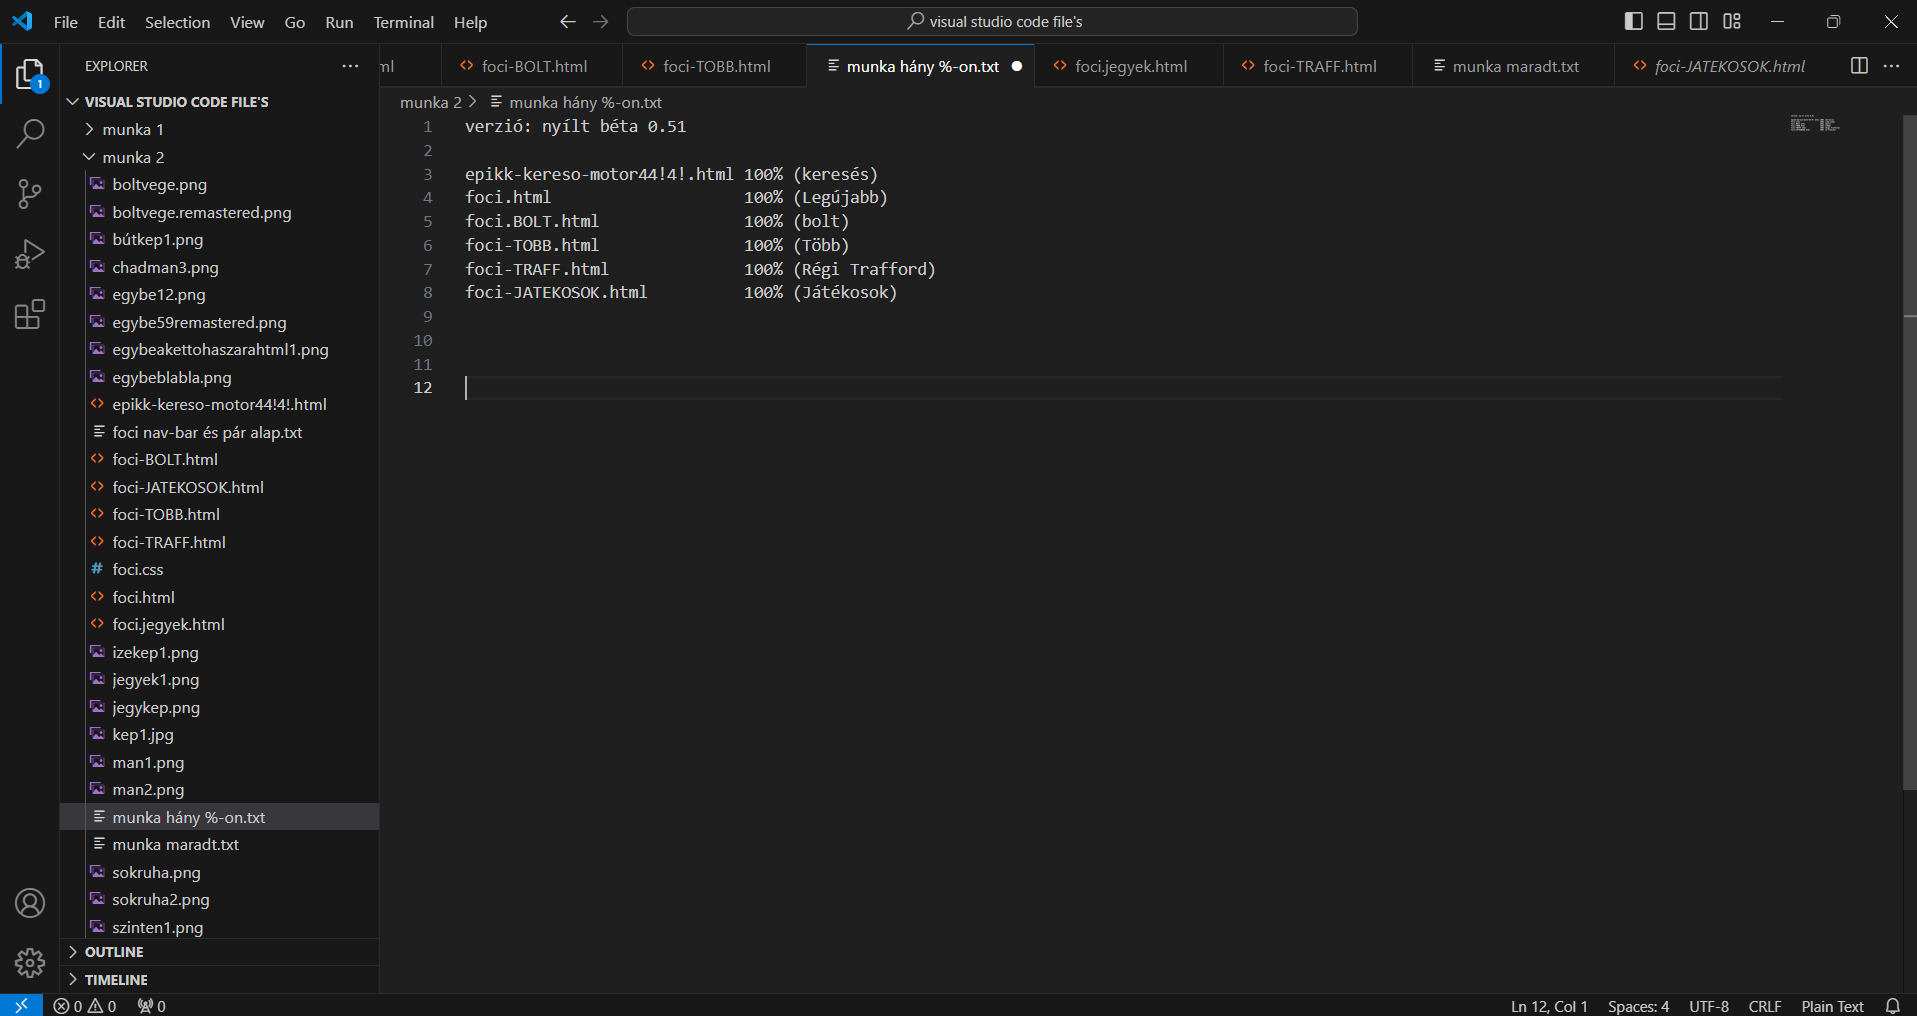 File Edit Selection View Go Run Terminal Help
visual studio code file's
EXPLORER
ml
foci-BOLT.html
foci-TOBB.html
munka hány %-on.txt
foci.jegyek.html
foci-TRAFF.html
munka maradt.txt
foci-JATEKOSOK.html
1
VISUAL STUDIO CODE FILE'S
munka 1
munka 2
boltvege.png
boltvege.remastered.png
bútkep1.png
chadman3.png
egybe12.png
egybe59remastered.png
egybeakettohaszarahtml1.png
egybeblabla.png
epikk-kereso-motor44!4!.html
foci nav-bar és pár alap.txt
foci-BOLT.html
foci-JATEKOSOK.html
foci-TOBB.html
foci-TRAFF.html
foci.css
foci.html
foci.jegyek.html
izekep1.png
jegyek1.png
jegykep.png
kep1.jpg
man1.png
man2.png
munka hány %-on.txt
munka maradt.txt
sokruha.png
sokruha2.png
szinten1.png
OUTLINE
TIMELINE
munka 2 > munka hány %-on.txt
1 verzió: nyílt béta 0.51
2
3 epikk-kereso-motor44!4!.html 100% (keresés)
4 foci.html 100% (Legújabb)
5 foci.BOLT.html 100% (bolt)
6 foci-TOBB.html 100% (Több)
7 foci-TRAFF.html 100% (Régi Trafford)
8 foci-JATEKOSOK.html 100% (Játékosok)
9
10
11
12
0 0 0
Ln 12, Col 1 Spaces: 4 UTF-8 CRLF Plain Text